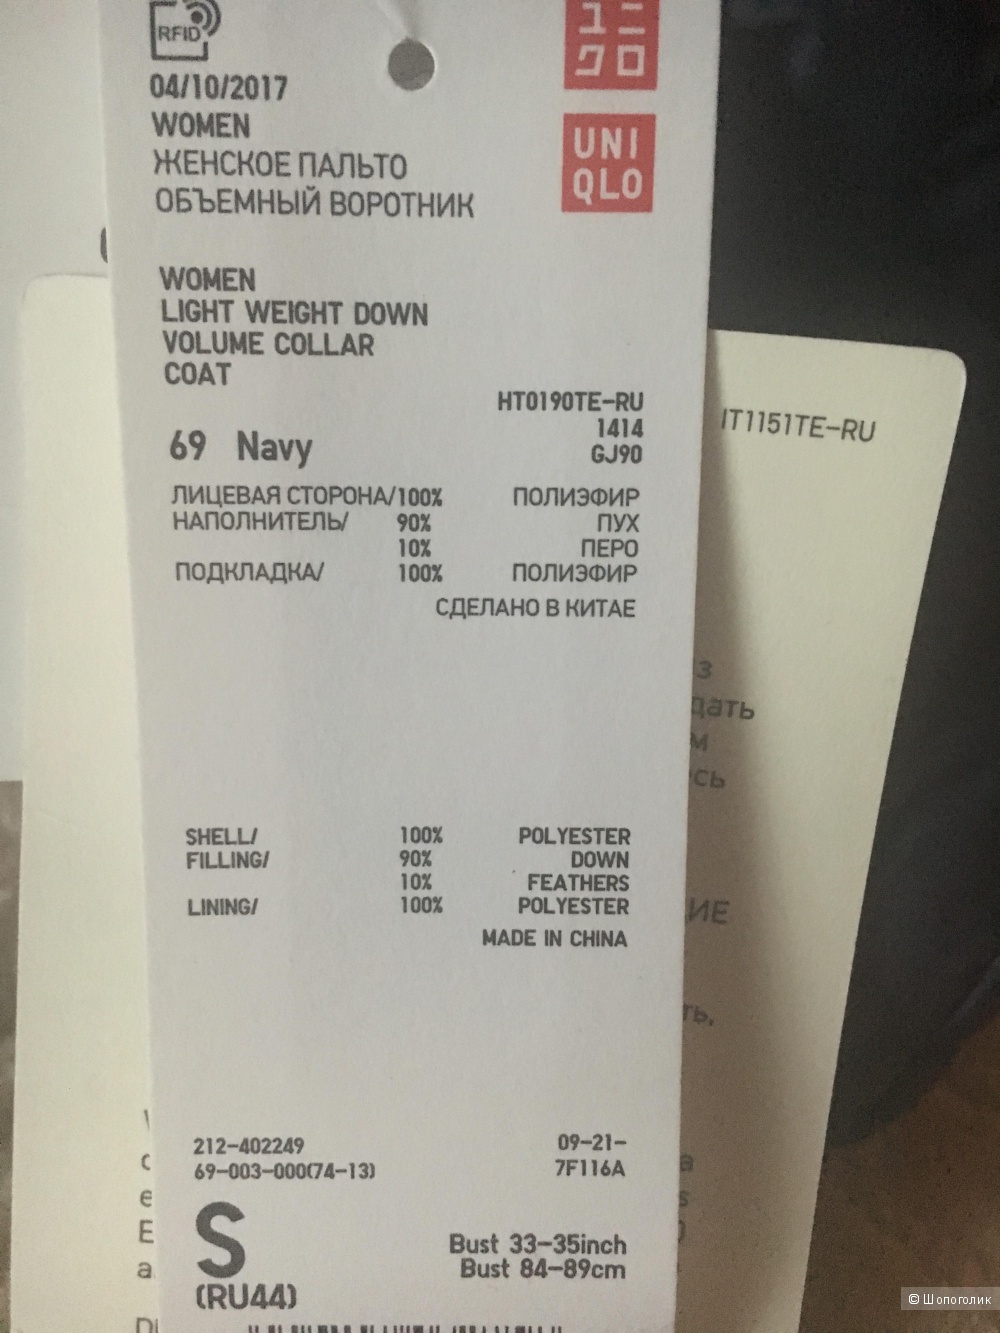 RFID
ユニ
クロ
04/10/2017
WOMEN
ЖЕНСКОЕ ПАЛЬТО
ОБЪЕМНЫЙ ВОРОТНИК
UNI
QLO
WOMEN
LIGHT WEIGHT DOWN
VOLUME COLLAR
COAT
HT0190TE-RU
1414
69 Navy
GJ90
ЛИЦЕВАЯ СТОРОНА/100% ПОЛИЭФИР
НАПОЛНИТЕЛЬ/ 90% ПУХ
10% ПЕРО
ПОДКЛАДКА/ 100% ПОЛИЭФИР
СДЕЛАНО В КИТАЕ
SHELL/ 100% POLYESTER
FILLING/ 90% DOWN
10% FEATHERS
LINING/ 100% POLYESTER
MADE IN CHINA
212-402249 09-21-
69-003-000(74-13) 7F116A
S
(RU44)
Bust 33-35inch
Bust 84-89cm
IT1151TE-RU
дать
сь
ИЕ
ть,
© Шопоголик